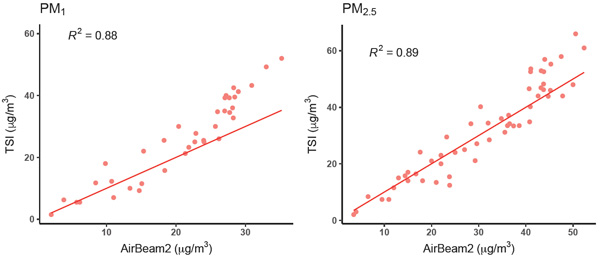 PM₁
R² = 0.88
TSI (μg/m³)
60
40
20
0
10
20
30
AirBeam2 (μg/m³)
PM₂.₅
R² = 0.89
TSI (μg/m³)
60
40
20
0
10
20
30
40
50
AirBeam2 (μg/m³)